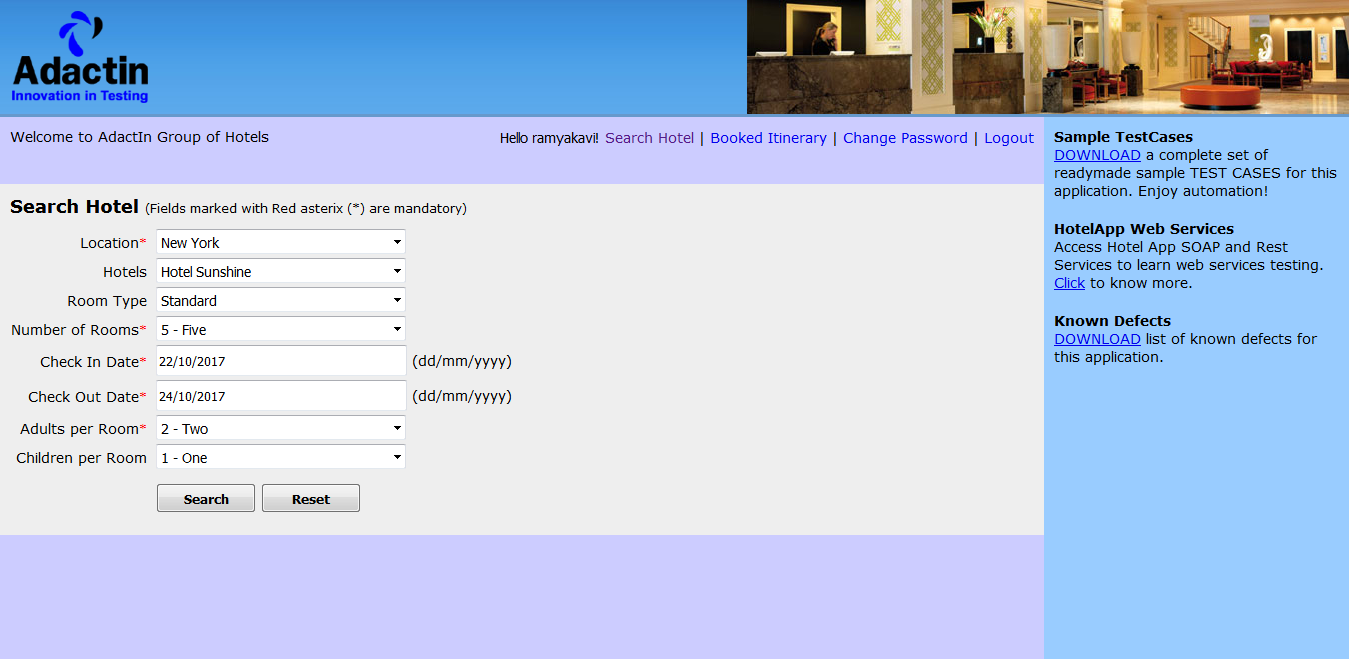 Adactin
Innovation in Testing
Welcome to AdactIn Group of Hotels
Hello ramyakavi! Search Hotel | Booked Itinerary | Change Password | Logout
Search Hotel (Fields marked with Red asterix (*) are mandatory)
Location* New York
Hotels Hotel Sunshine
Room Type Standard
Number of Rooms* 5 - Five
Check In Date* 22/10/2017 (dd/mm/yyyy)
Check Out Date* 24/10/2017 (dd/mm/yyyy)
Adults per Room* 2 - Two
Children per Room 1 - One
Search Reset
Sample TestCases
DOWNLOAD a complete set of
readymade sample TEST CASES for this
application. Enjoy automation!
HotelApp Web Services
Access Hotel App SOAP and Rest
Services to learn web services testing.
Click to know more.
Known Defects
DOWNLOAD list of known defects for
this application.